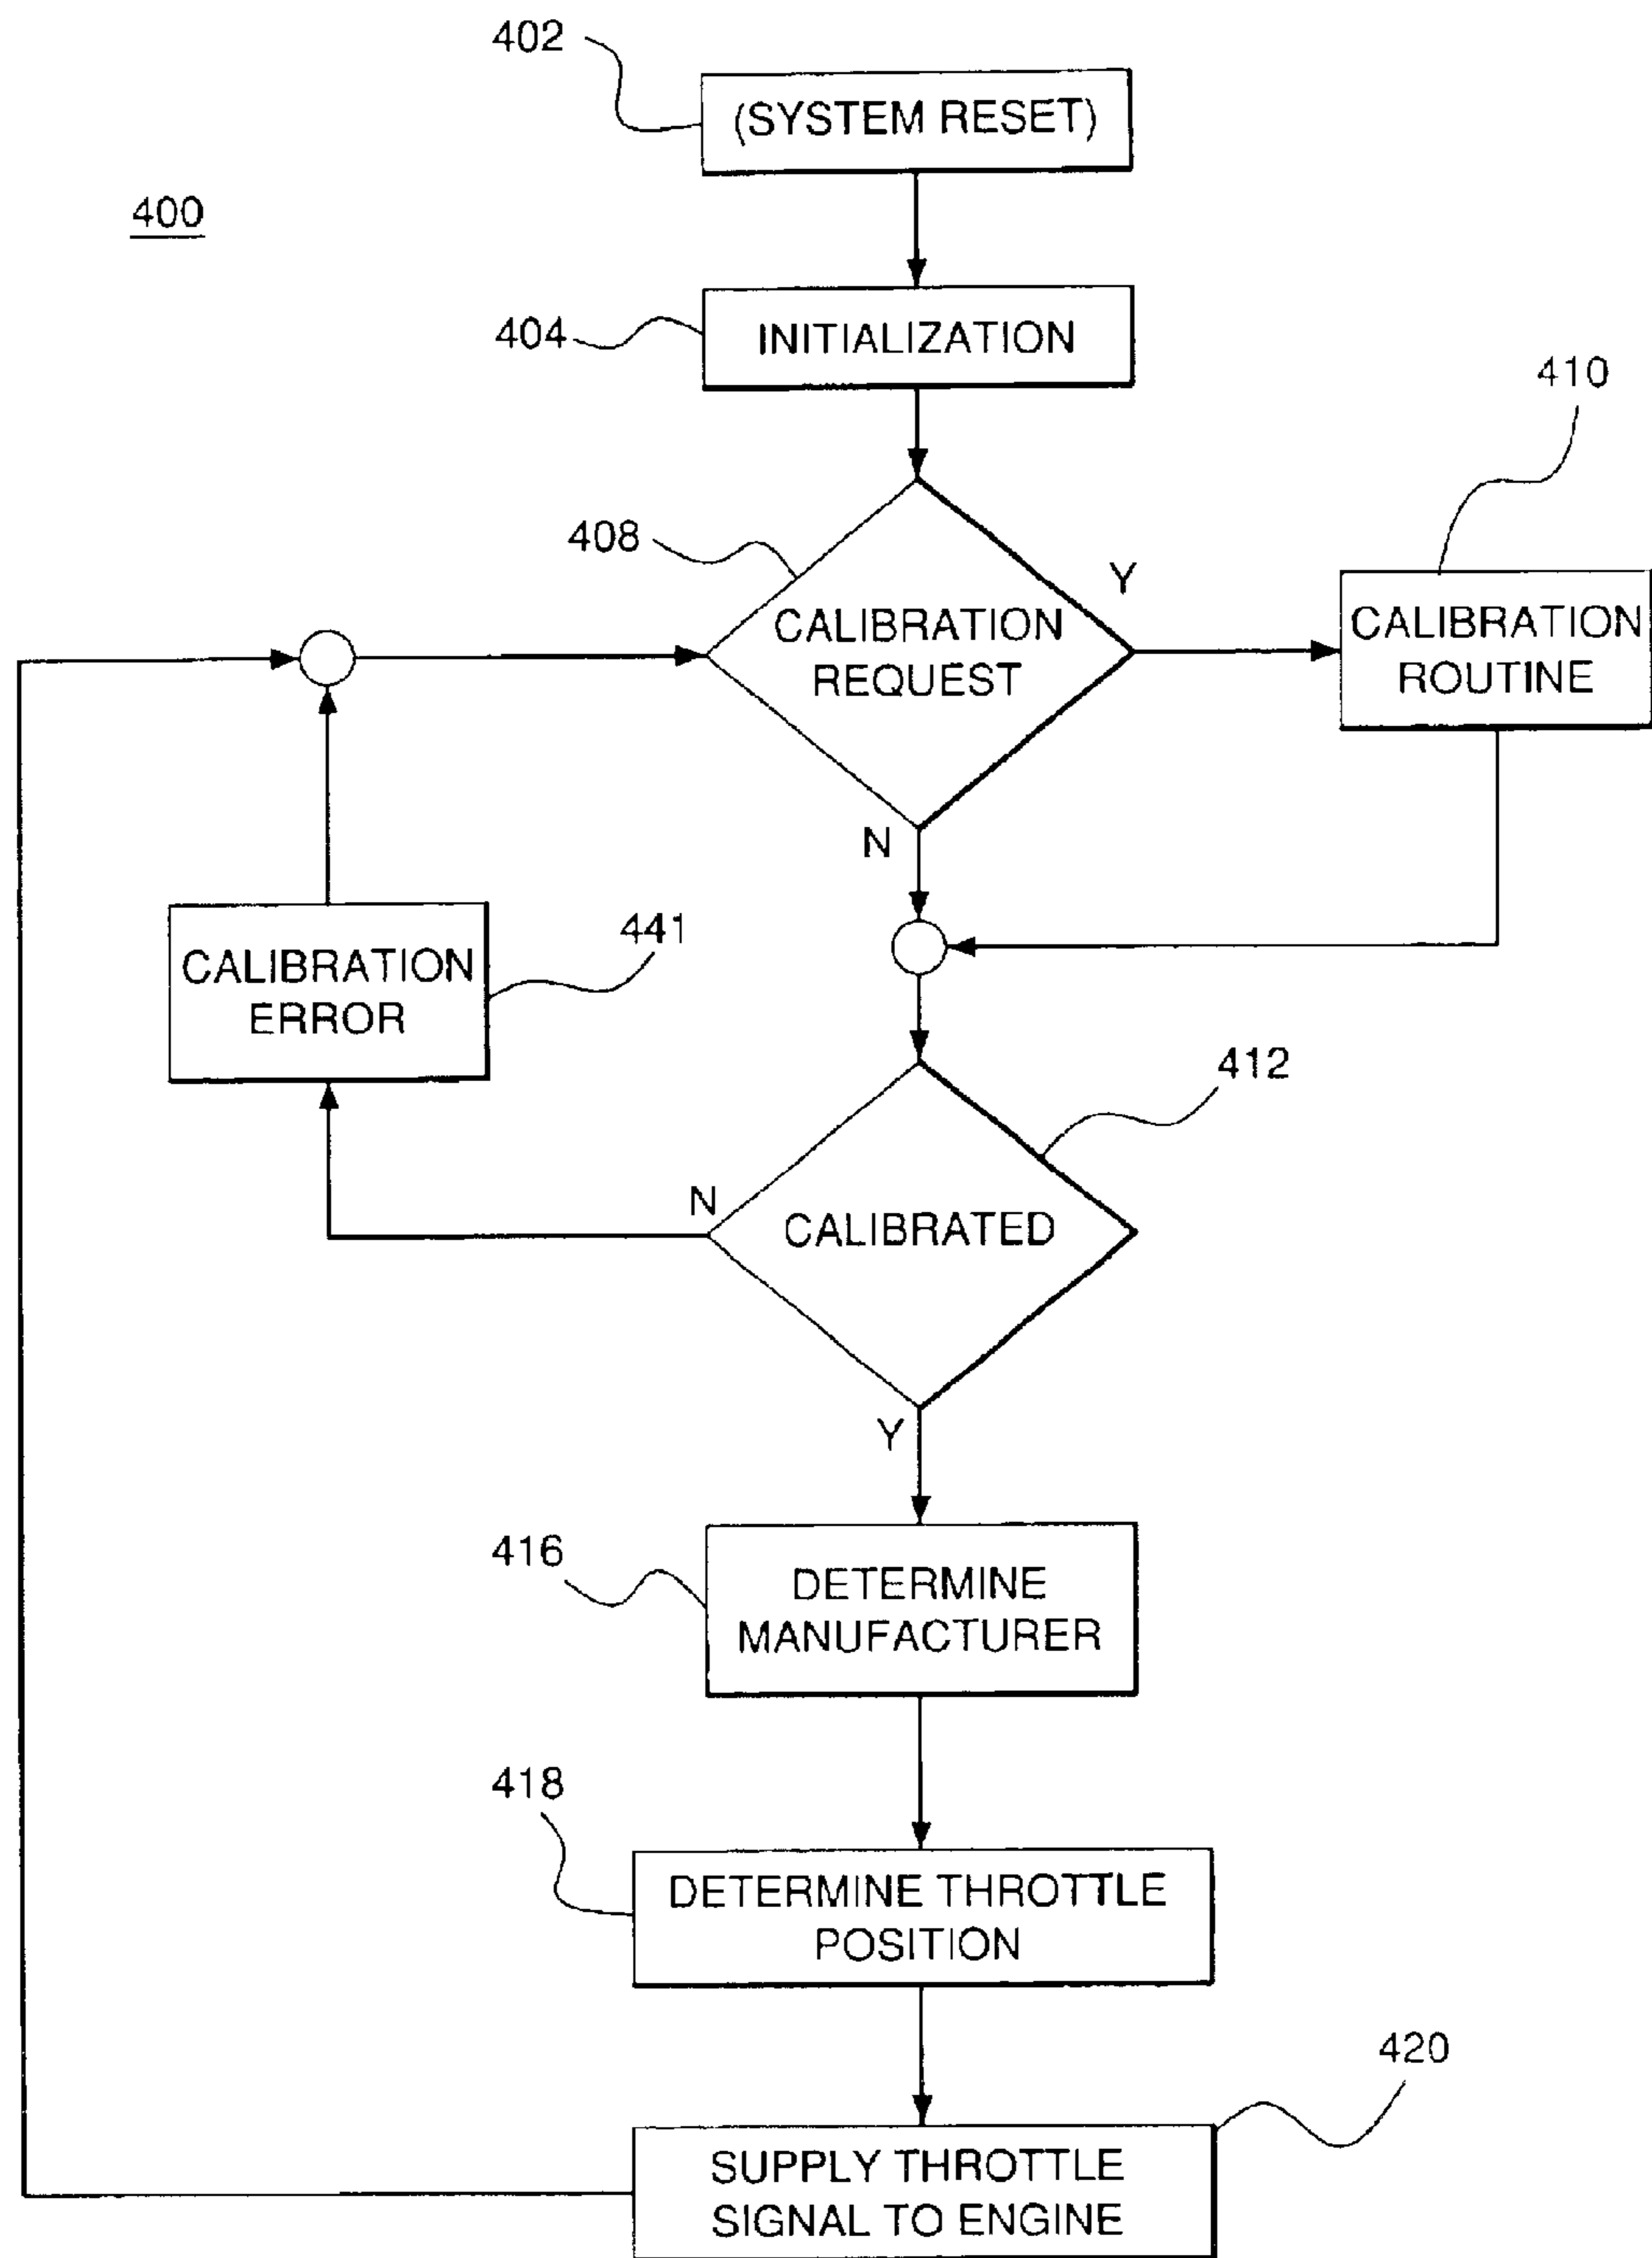 402
(SYSTEM RESET)
400
404
INITIALIZATION
410
408
Y
CALIBRATION
REQUEST
CALIBRATION
ROUTINE
N
441
CALIBRATION
ERROR
412
N
CALIBRATED
Y
416
DETERMINE
MANUFACTURER
418
DETERMINE THROTTLE
POSITION
420
SUPPLY THROTTLE
SIGNAL TO ENGINE